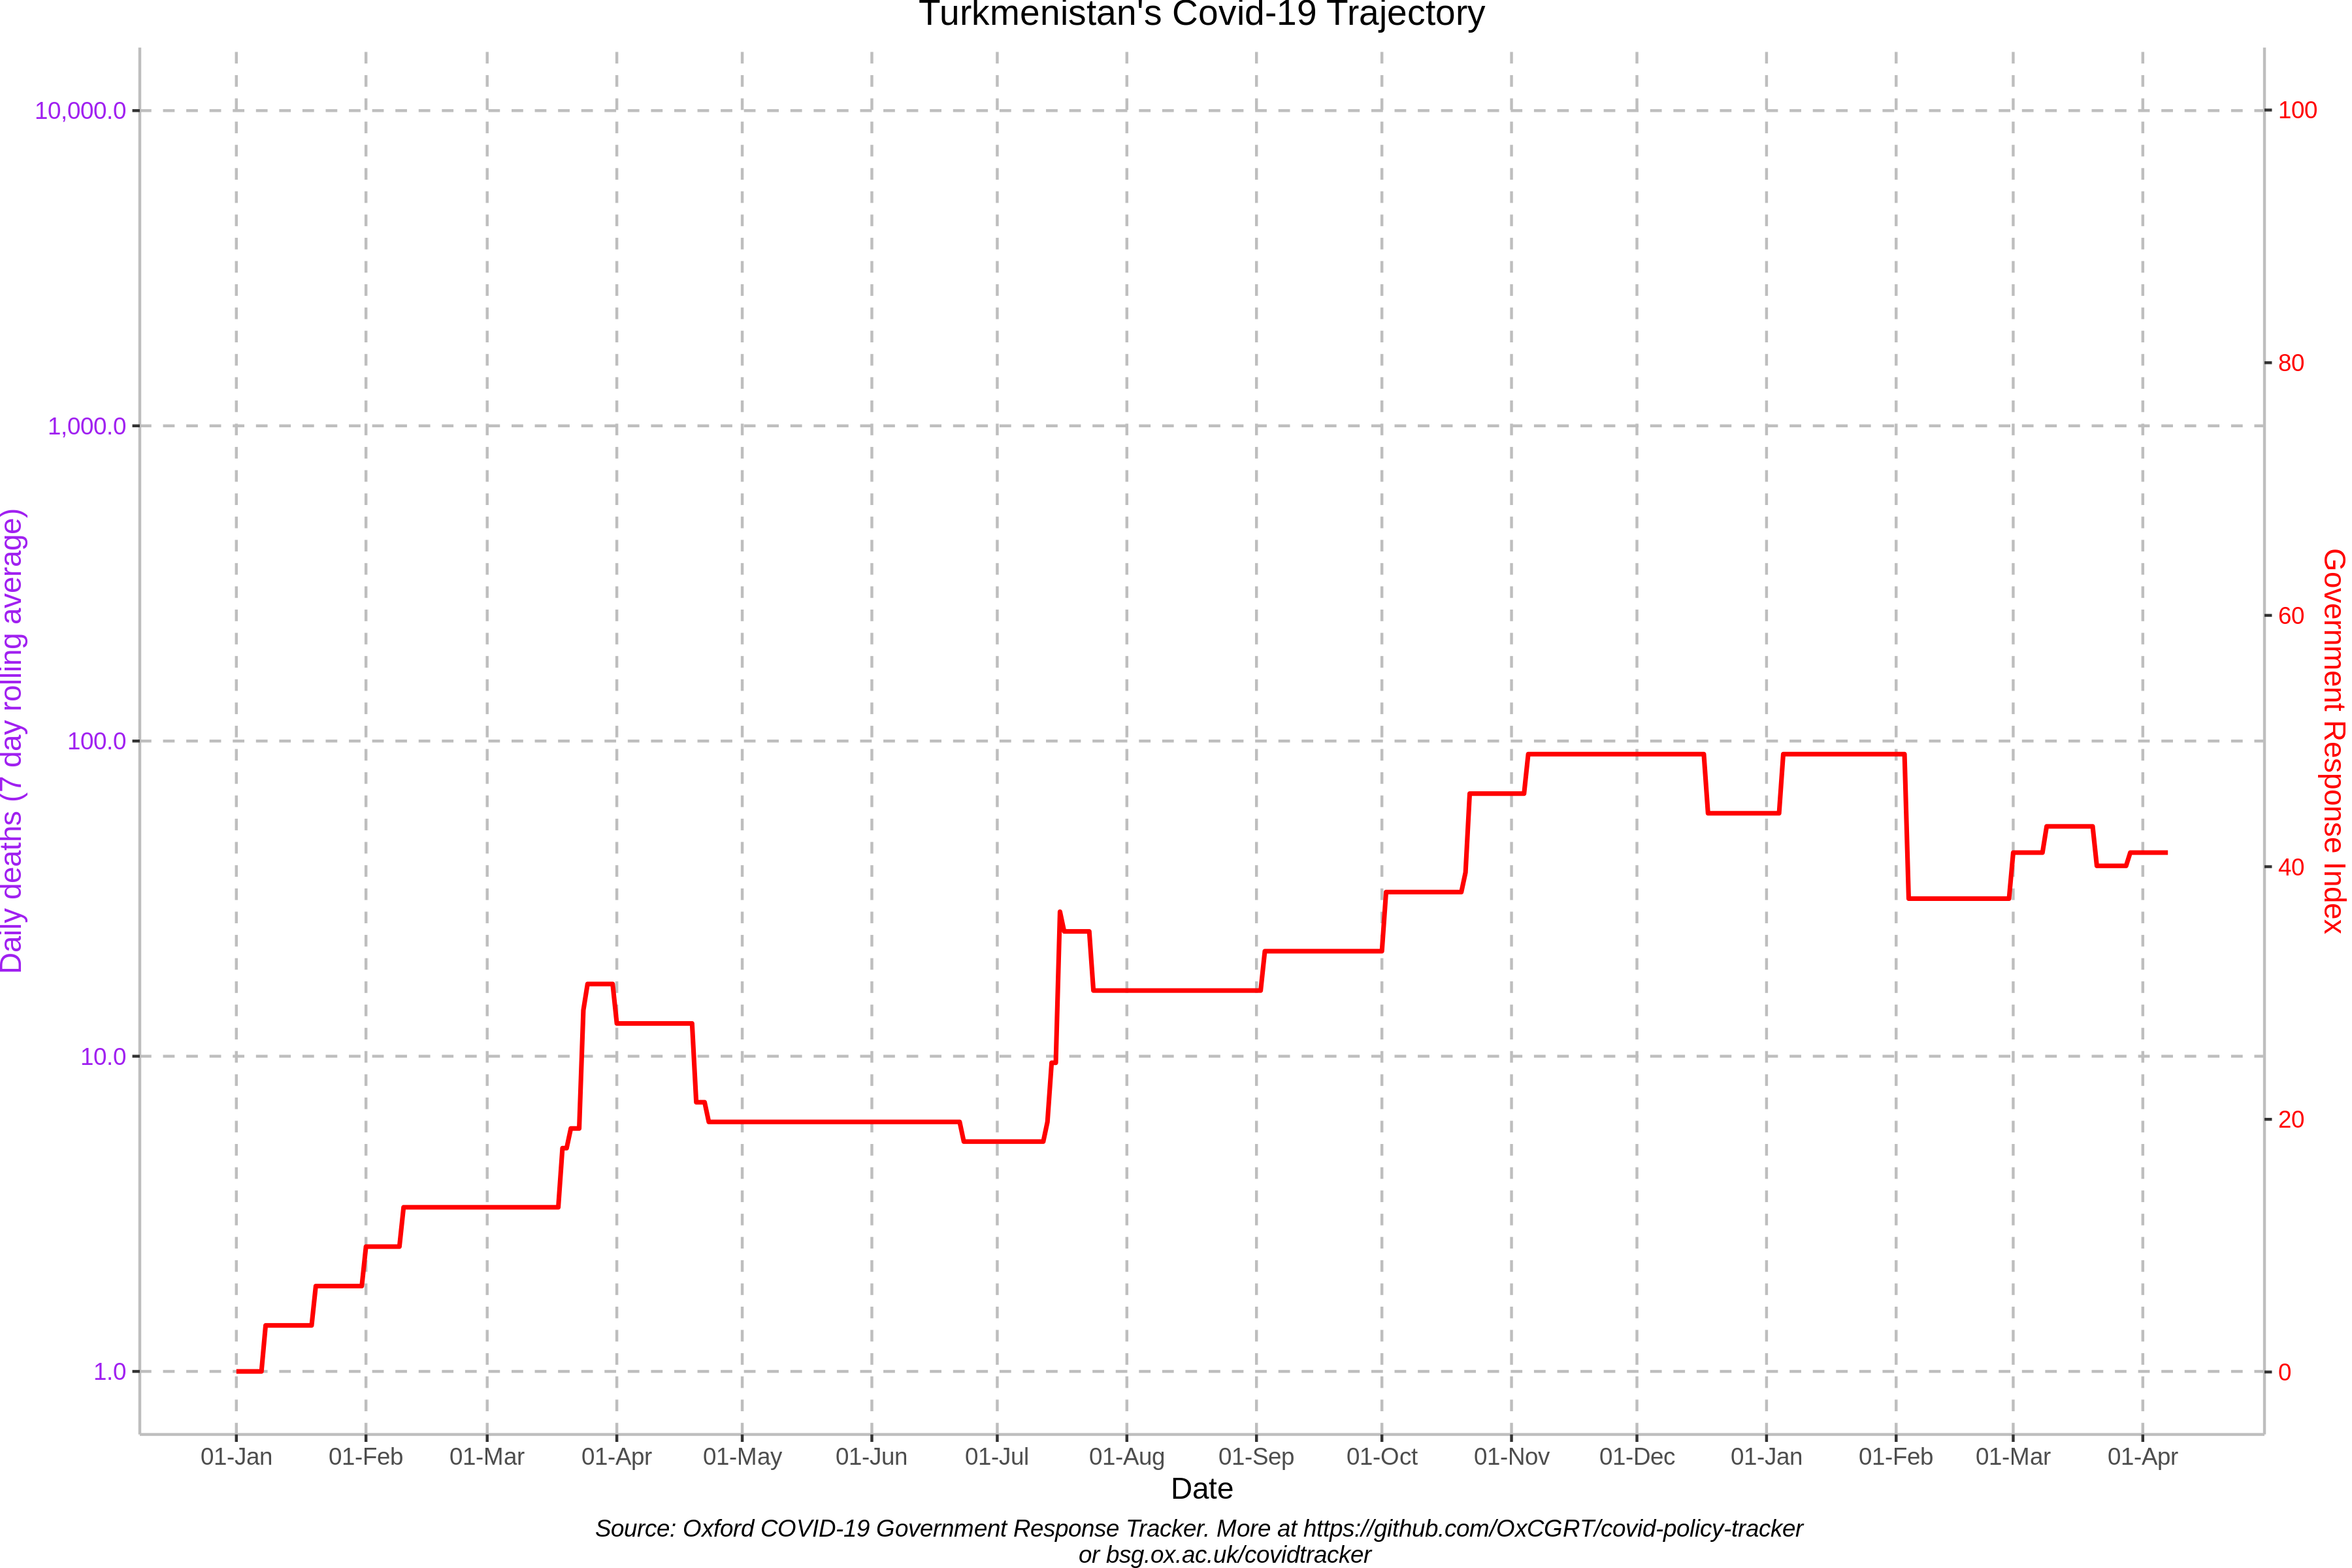 Turkmenistan's Covid-19 Trajectory
10,000.0
1,000.0
100.0
10.0
1.0
Daily deaths (7 day rolling average)
100
80
60
40
20
0
Government Response Index
01-Jan 01-Feb 01-Mar 01-Apr 01-May 01-Jun 01-Jul 01-Aug 01-Sep 01-Oct 01-Nov 01-Dec 01-Jan 01-Feb 01-Mar 01-Apr
Date
Source: Oxford COVID-19 Government Response Tracker. More at https://github.com/OxCGRT/covid-policy-tracker
or bsg.ox.ac.uk/covidtracker